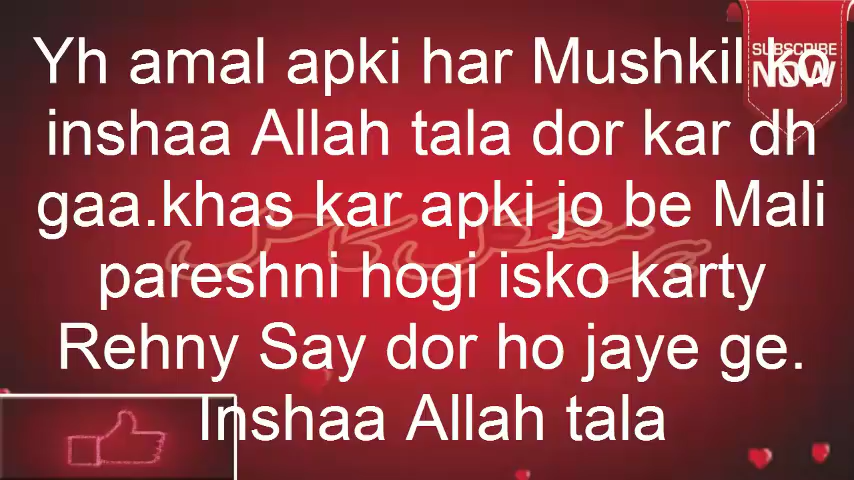 Yh amal apki har Mushkil ko
inshaa Allah tala dor kar dh
gaa.khas kar apki jo be Mali
pareshni hogi isko karty
Rehny Say dor ho jaye ge.
Inshaa Allah tala
SUBSCRIBE
NOW